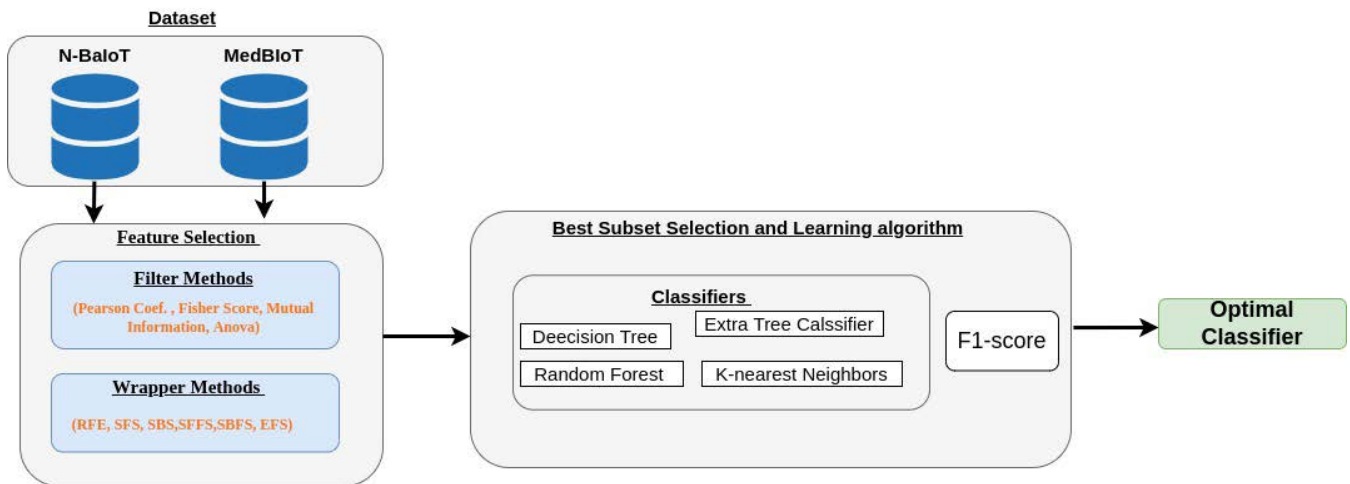 Dataset
N-BaIoT
MedBIoT
Feature Selection
Filter Methods
(Pearson Coef. , Fisher Score, Mutual
Information, Anova)
Wrapper Methods
(RFE, SFS, SBS,SFFS,SBFS, EFS)
Best Subset Selection and Learning algorithm
Classifiers
Deecision Tree
Extra Tree Calssifier
Random Forest
K-nearest Neighbors
F1-score
Optimal
Classifier